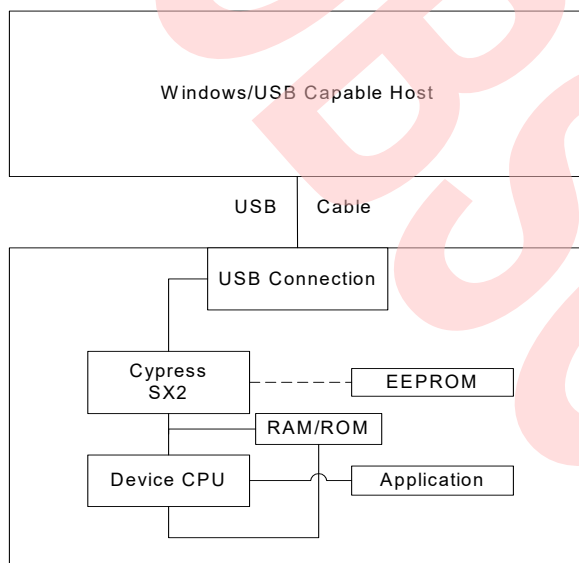 Windows/USB Capable Host
USB Cable
USB Connection
Cypress
SX2
EEPROM
RAM/ROM
Device CPU
Application